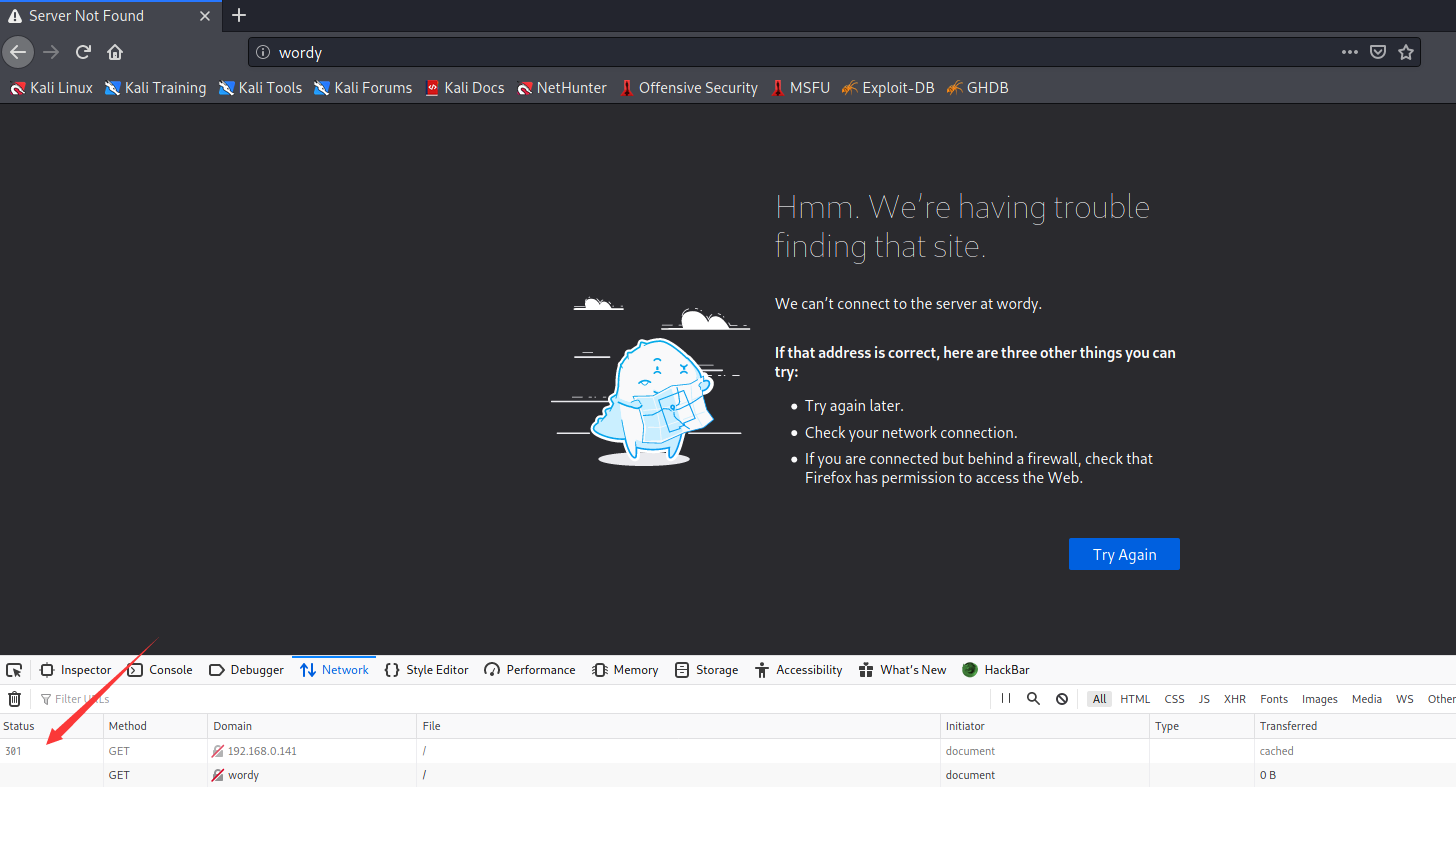 Server Not Found
wordy
Kali Linux Kali Training Kali Tools Kali Forums Kali Docs NetHunter Offensive Security MSFU Exploit-DB GHDB
Hmm. We're having trouble
finding that site.
We can't connect to the server at wordy.
If that address is correct, here are three other things you can
try:
Try again later.
Check your network connection.
If you are connected but behind a firewall, check that
Firefox has permission to access the Web.
Try Again
Inspector Console Debugger Network Style Editor Performance Memory Storage Accessibility What's New HackBar
Filter URLs All HTML CSS JS XHR Fonts Images Media WS Other
Status Method Domain File Initiator Type Transferred
301 GET 192.168.0.141 / document cached
GET wordy / document 0 B